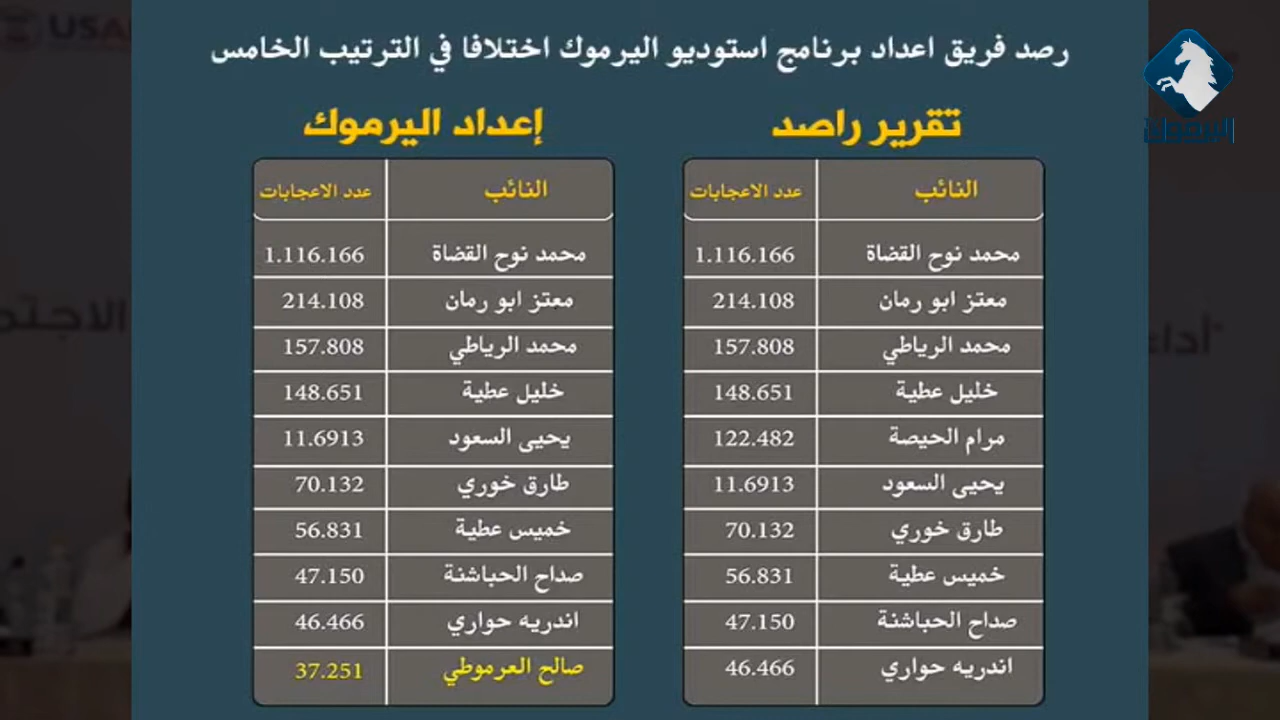 رصد فريق اعداد برنامج استوديو اليرموك اختلافا في الترتيب الخامس
تقرير راصد
النائب عدد الاعجابات
محمد نوح القضاة 1.116.166
معتز ابو رمان 214.108
محمد الرياطي 157.808
خليل عطية 148.651
مرام الحيصة 122.482
يحيى السعود 11.6913
طارق خوري 70.132
خميس عطية 56.831
صداح الحباشنة 47.150
اندريه حواري 46.466
إعداد اليرموك
النائب عدد الاعجابات
محمد نوح القضاة 1.116.166
معتز ابو رمان 214.108
محمد الرياطي 157.808
خليل عطية 148.651
يحيى السعود 11.6913
طارق خوري 70.132
خميس عطية 56.831
صداح الحباشنة 47.150
اندريه حواري 46.466
صالح العرموطي 37.251
اليرموك